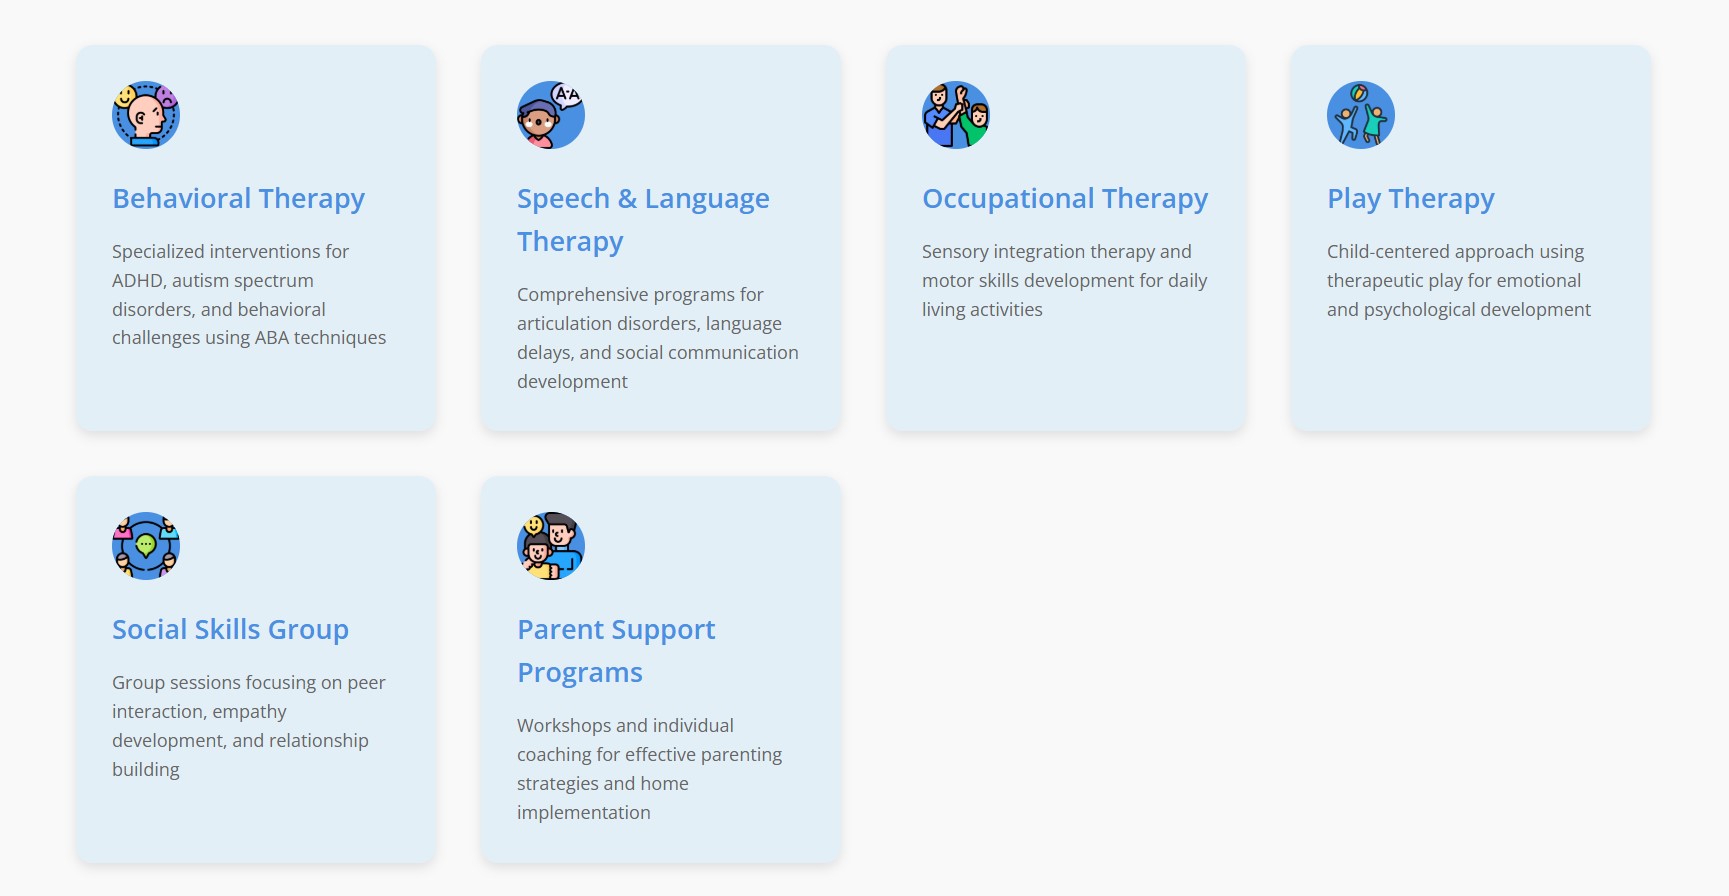 Behavioral Therapy
Specialized interventions for
ADHD, autism spectrum
disorders, and behavioral
challenges using ABA techniques
A-A
Speech & Language
Therapy
Comprehensive programs for
articulation disorders, language
delays, and social communication
development
Occupational Therapy
Sensory integration therapy and
motor skills development for daily
living activities
Play Therapy
Child-centered approach using
therapeutic play for emotional
and psychological development
Social Skills Group
Group sessions focusing on peer
interaction, empathy
development, and relationship
building
Parent Support
Programs
Workshops and individual
coaching for effective parenting
strategies and home
implementation